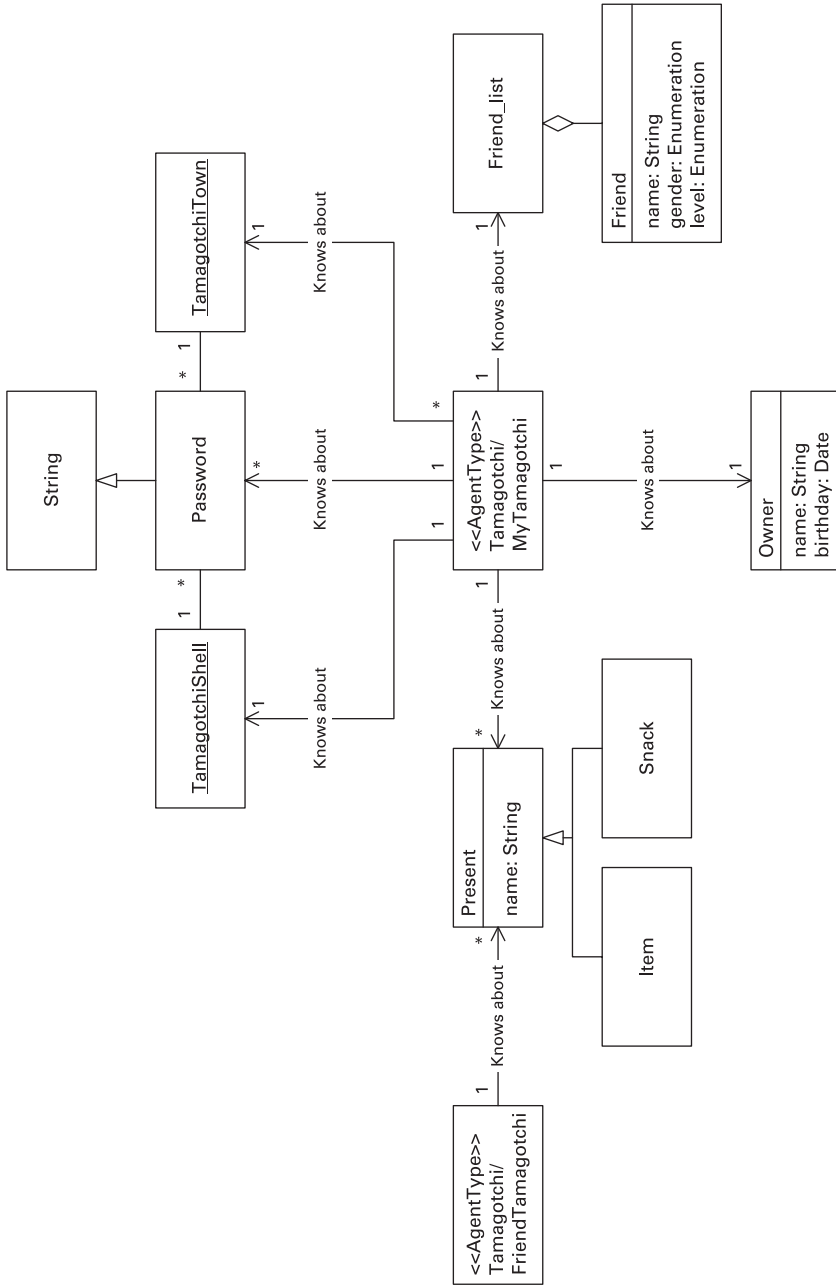 String
TamagotchiShell
1
*
Password
*
1
TamagotchiTown
1
Knows about
*
Knows about
1
Knows about
<<AgentType>>
Tamagotchi/
FriendTamagotchi
1
Knows about
*
Present
name: String
*
Knows about
1
1
1
*
<<AgentType>>
Tamagotchi/
MyTamagotchi
1
Knows about
1
Friend_list
Item
Snack
1
Knows about
1
Friend
name: String
gender: Enumeration
level: Enumeration
Owner
name: String
birthday: Date